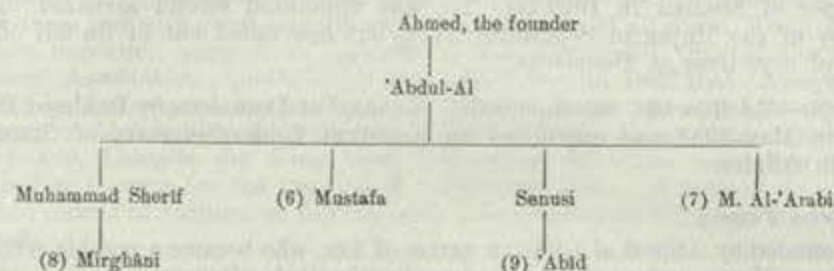 Ahmed, the founder
'Abdul-Al
Muhammad Sherif (6) Mustafa Senusi (7) M. Al-'Arabi
(8) Mirghâni (9) 'Abid